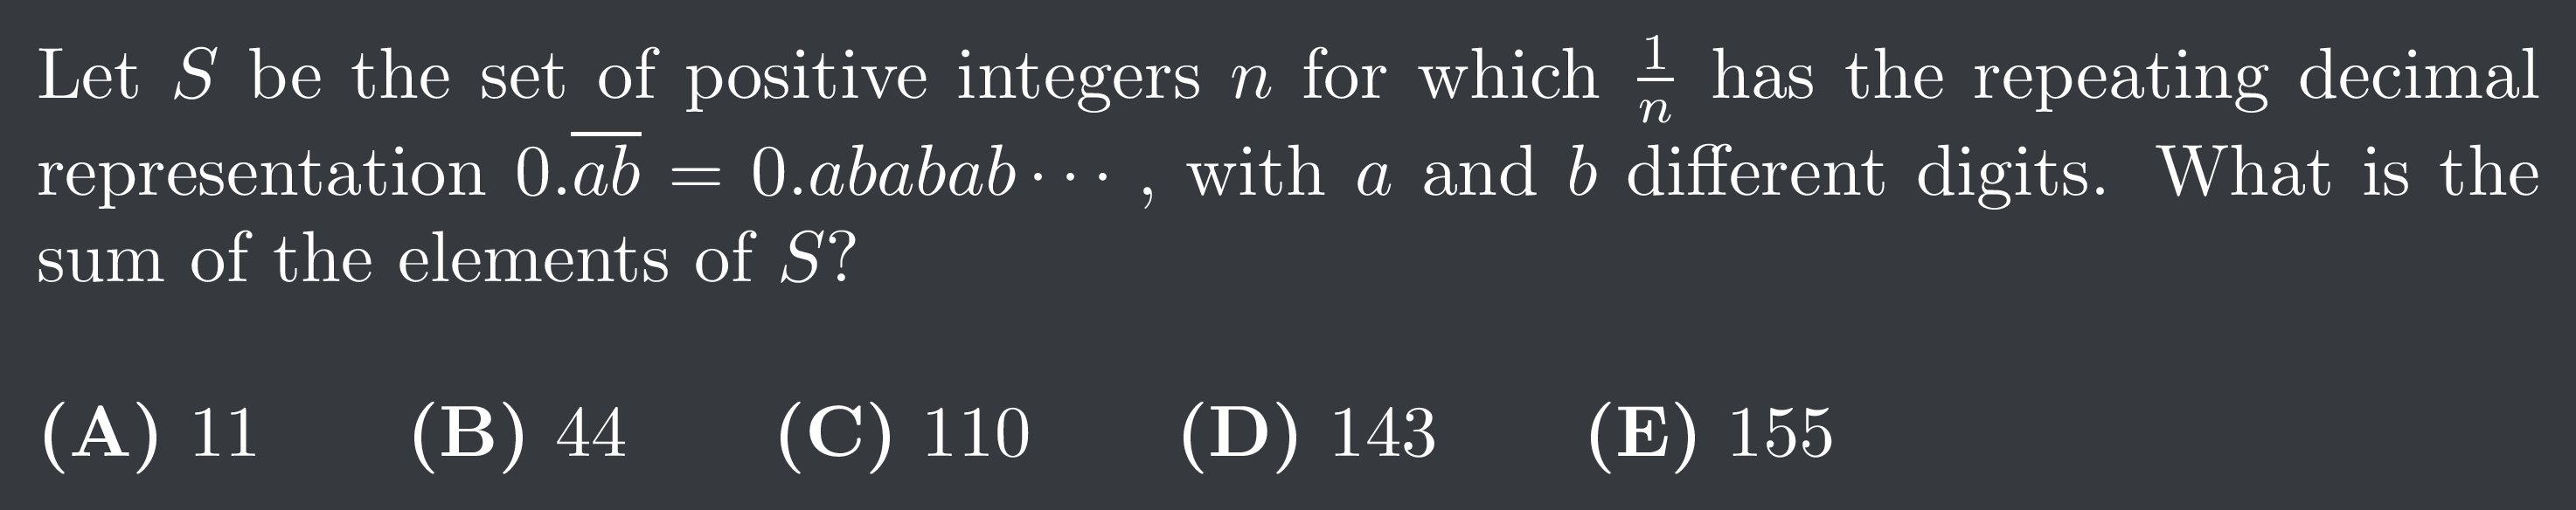 Let $S$ be the set of positive integers $n$ for which $\frac{1}{n}$ has the repeating decimal
representation $0.\overline{ab} = 0.ababab\cdots,$ with $a$ and $b$ different digits. What is the
sum of the elements of $S$?
(A) 11 (B) 44 (C) 110 (D) 143 (E) 155